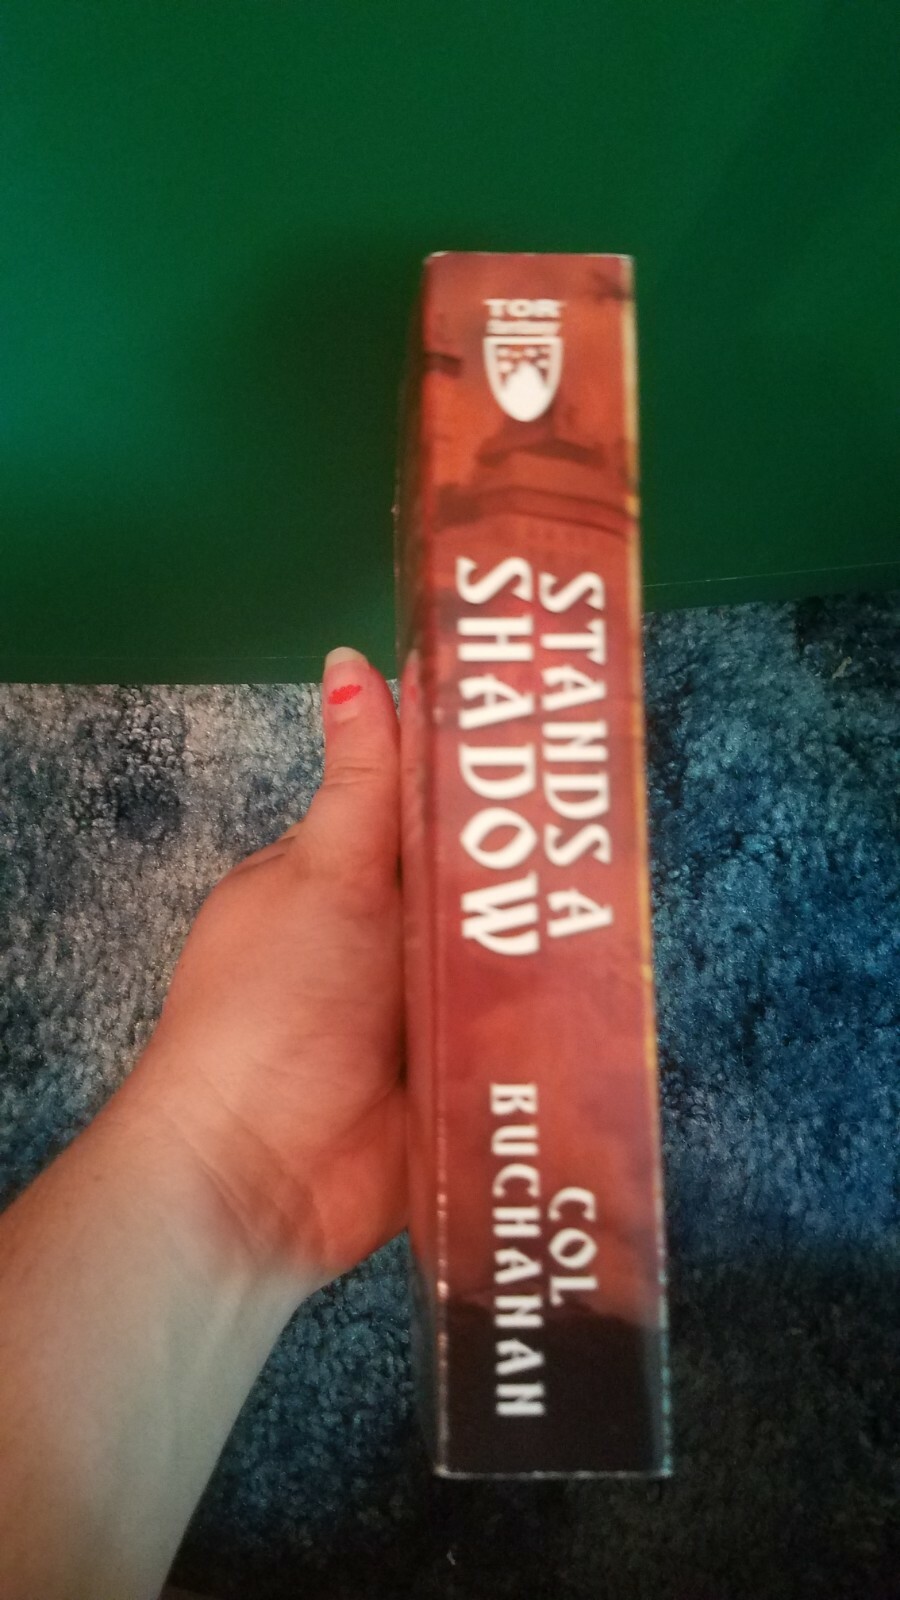 TOR
STANDS A
SHADOW
COL
BUCHANAN